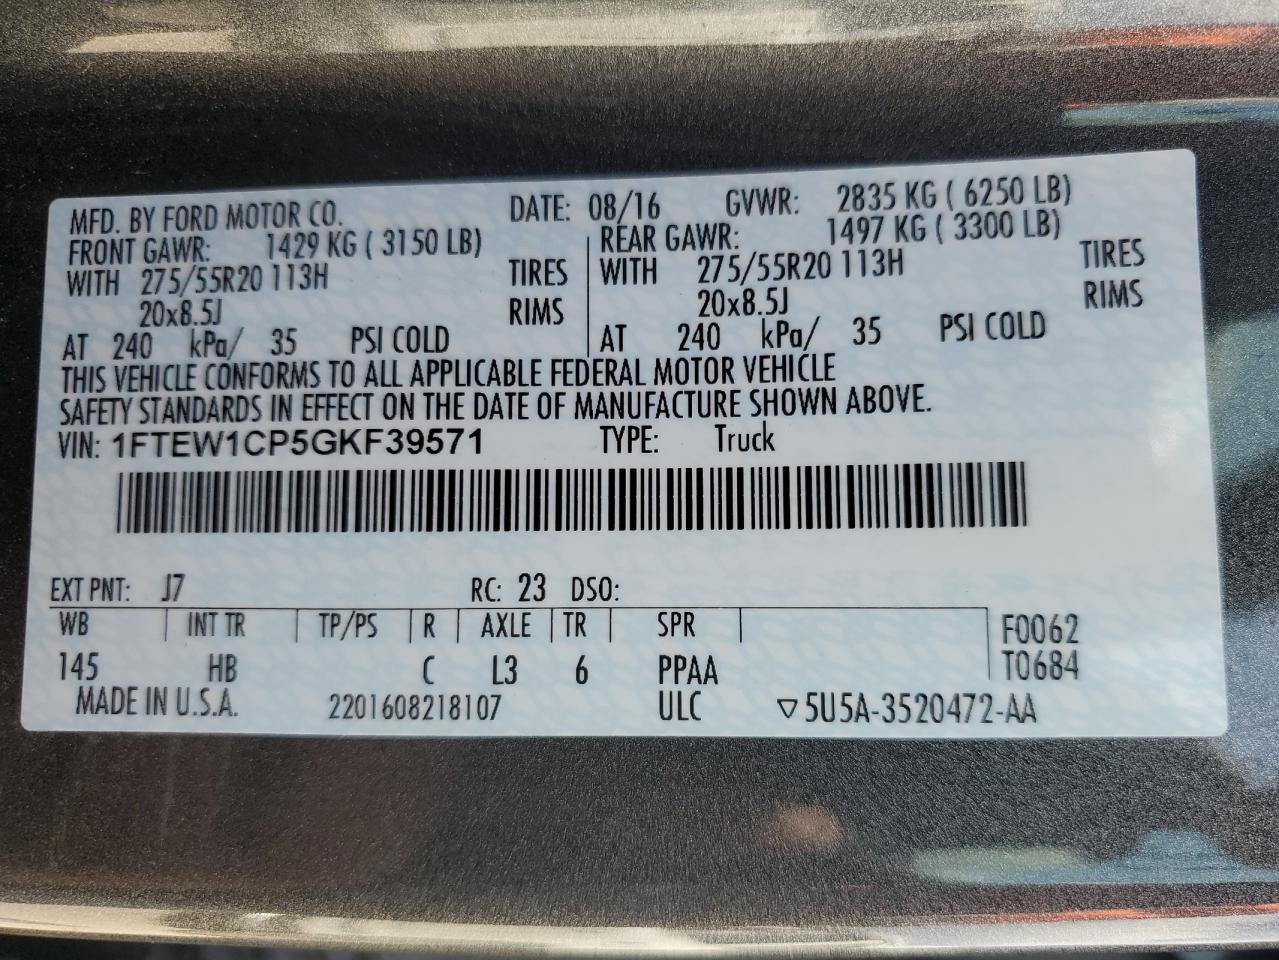 MFD. BY FORD MOTOR CO. DATE: 08/16 GVWR: 2835 KG ( 6250 LB)
FRONT GAWR: 1429 KG ( 3150 LB) REAR GAWR: 1497 KG ( 3300 LB)
WITH 275/55R20 113H TIRES WITH 275/55R20 113H TIRES
20x8.5J RIMS 20x8.5J RIMS
AT 240 kPa/ 35 PSI COLD AT 240 kPa/ 35 PSI COLD
THIS VEHICLE CONFORMS TO ALL APPLICABLE FEDERAL MOTOR VEHICLE
SAFETY STANDARDS IN EFFECT ON THE DATE OF MANUFACTURE SHOWN ABOVE.
VIN: 1FTEW1CP5GKF39571 TYPE: Truck
EXT PNT: J7 RC: 23 DSO:
WB INT TR TP/PS R AXLE TR SPR F0062
145 HB C L3 6 PPAA T0684
MADE IN U.S.A. 2201608218107 ULC ▽5U5A-3520472-AA